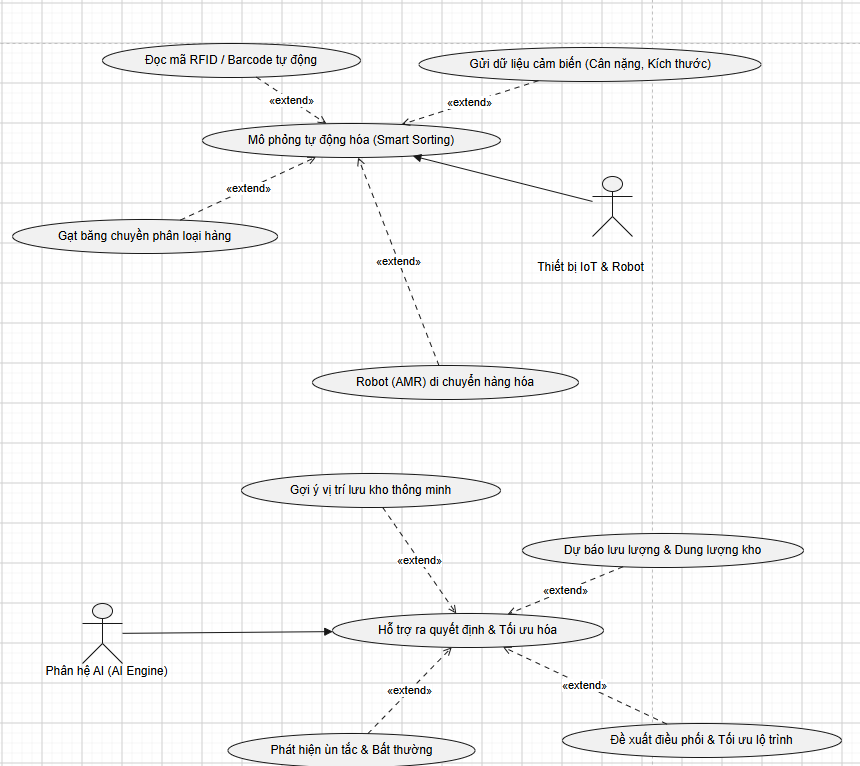 Đọc mã RFID / Barcode tự động
Gửi dữ liệu cảm biến (Cân nặng, Kích thước)
«extend»
«extend»
Mô phỏng tự động hóa (Smart Sorting)
«extend»
Gạt băng chuyền phân loại hàng
«extend»
Thiết bị IoT & Robot
Robot (AMR) di chuyển hàng hóa
Gợi ý vị trí lưu kho thông minh
«extend»
Dự báo lưu lượng & Dung lượng kho
«extend»
Hỗ trợ ra quyết định & Tối ưu hóa
Phân hệ AI (AI Engine)
«extend»
«extend»
Phát hiện ùn tắc & Bất thường
Đề xuất điều phối & Tối ưu lộ trình